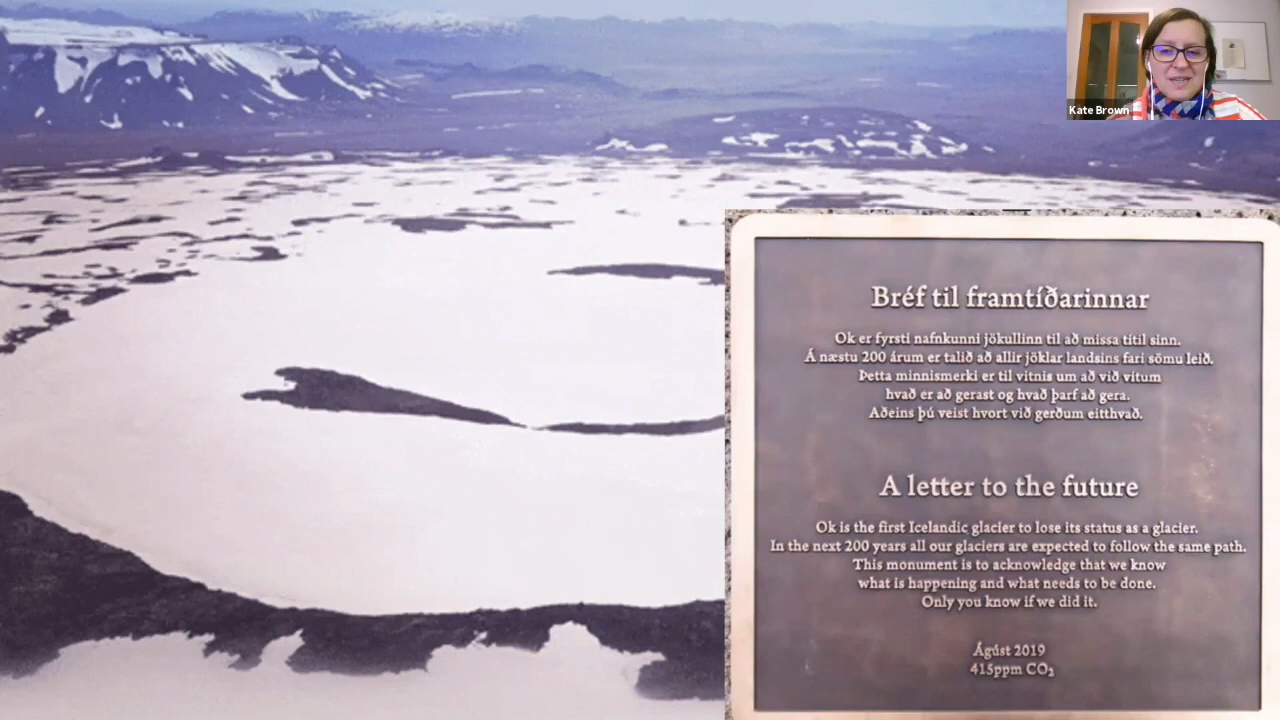 Kate Brown
Bréf til framtíðarinnar
Ok er fyrsti nafnkunni jökullinn til að missa titil sinn.
Á næstu 200 árum er talið að allir jöklar landsins fari sömu leið.
Þetta minnismerki er til vitnis um að við vitum
hvað er að gerast og hvað þarf að gera.
Aðeins þú veist hvort við gerðum eitthvað.
A letter to the future
Ok is the first Icelandic glacier to lose its status as a glacier.
In the next 200 years all our glaciers are expected to follow the same path.
This monument is to acknowledge that we know
what is happening and what needs to be done.
Only you know if we did it.
Ágúst 2019
415ppm CO₂